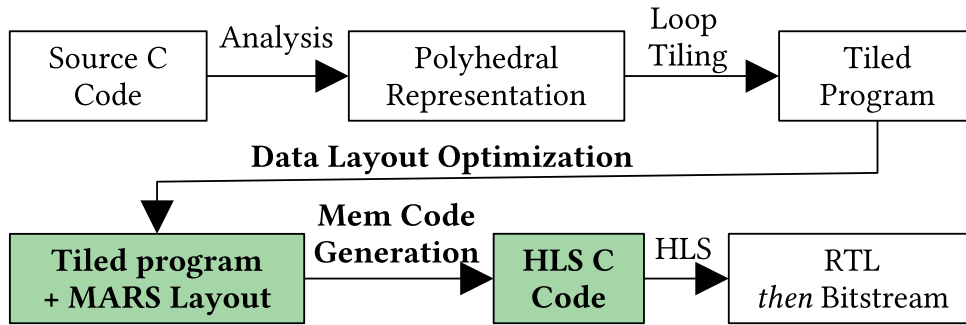 Source C
Code
Analysis
Polyhedral
Representation
Loop
Tiling
Tiled
Program
Data Layout Optimization
Tiled program
+ MARS Layout
Mem Code
Generation
HLS C
Code
HLS
RTL
then Bitstream